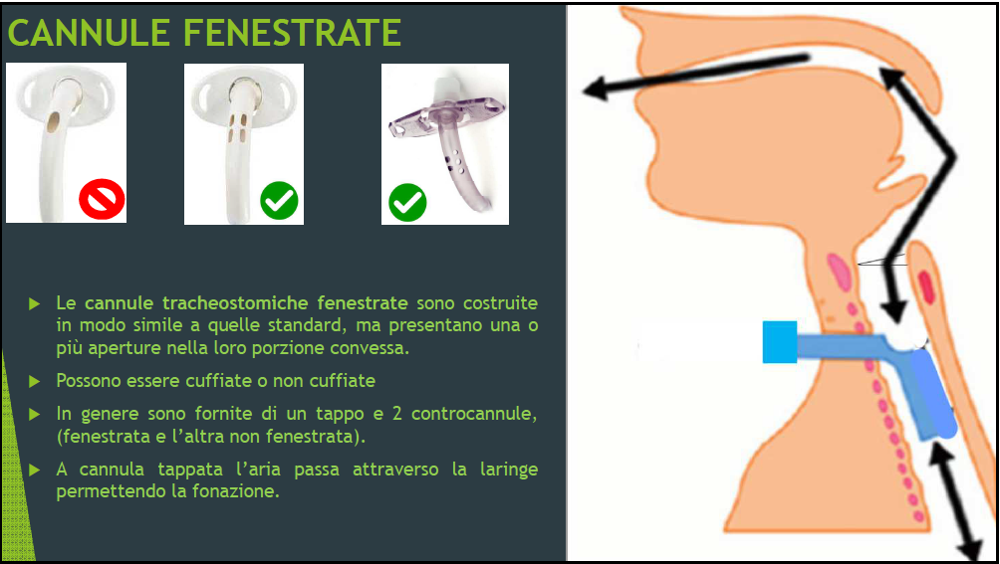 CANNULE FENESTRATE
Le cannule tracheostomiche fenestrate sono costruite
in modo simile a quelle standard, ma presentano una o
più aperture nella loro porzione convessa.
Possono essere cuffiate o non cuffiate
In genere sono fornite di un tappo e 2 controcannule,
(fenestrata e l'altra non fenestrata).
A cannula tappata l'aria passa attraverso la laringe
permettendo la fonazione.